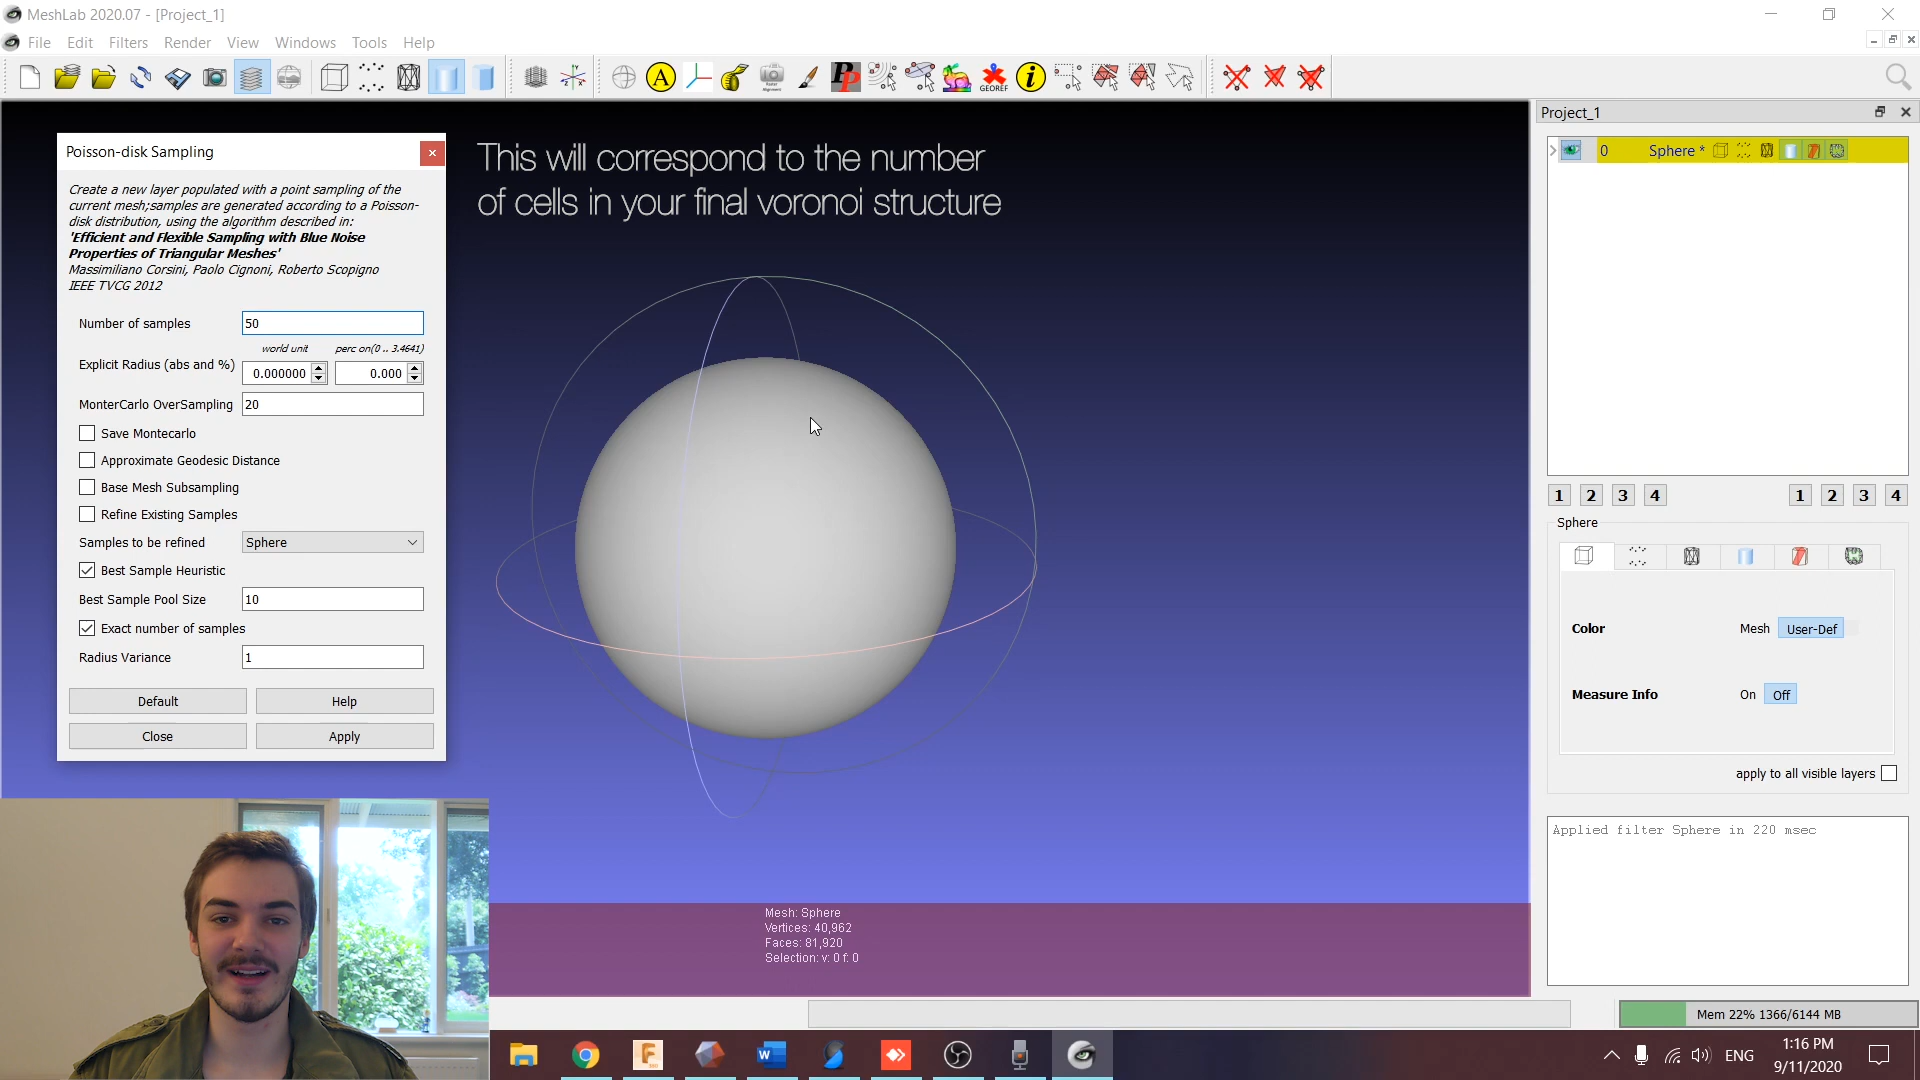 MeshLab 2020.07 - [Project_1]
File Edit Filters Render View Windows Tools Help
A
PP
GEOREF
i
Project_1
0 Sphere *
Poisson-disk Sampling
Create a new layer populated with a point sampling of the
current mesh;samples are generated according to a Poisson-
disk distribution, using the algorithm described in:
'Efficient and Flexible Sampling with Blue Noise
Properties of Triangular Meshes'
Massimiliano Corsini, Paolo Cignoni, Roberto Scopigno
IEEE TVCG 2012
Number of samples 50
world unit perc on(0 .. 3.4641)
Explicit Radius (abs and %) 0.000000 0.000
MonterCarlo OverSampling 20
Save Montecarlo
Approximate Geodesic Distance
Base Mesh Subsampling
Refine Existing Samples
Samples to be refined Sphere
Best Sample Heuristic
Best Sample Pool Size 10
Exact number of samples
Radius Variance 1
Default Help
Close Apply
This will correspond to the number
of cells in your final voronoi structure
1 2 3 4 1 2 3 4
Sphere
Color Mesh User-Def
Measure Info On Off
apply to all visible layers
Applied filter Sphere in 220 msec
Mesh: Sphere
Vertices: 40,962
Faces: 81,920
Selection: v: 0 f: 0
Mem 22% 1366/6144 MB
ENG
1:16 PM
9/11/2020